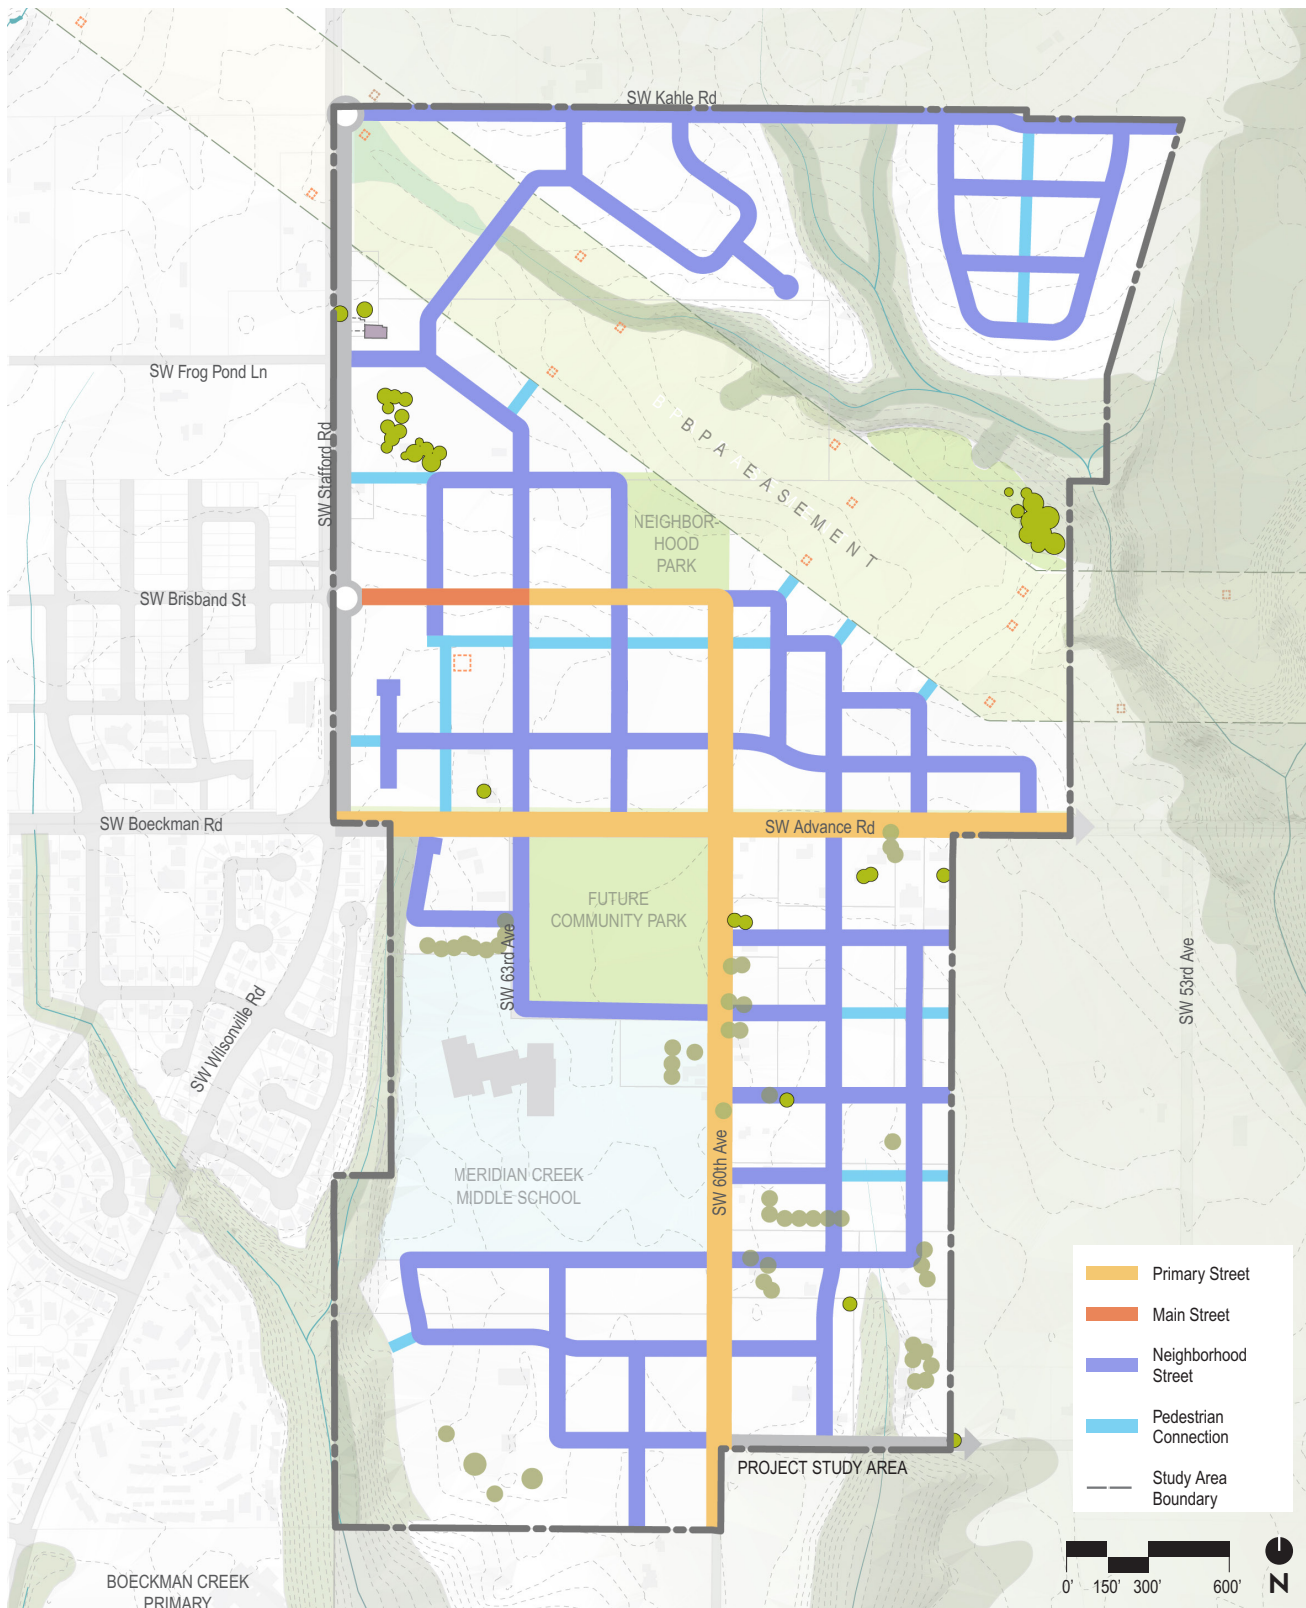 SW Kahle Rd
SW Frog Pond Ln
SW Stafford Rd
BPA EASEMENT
NEIGHBOR-
HOOD
PARK
SW Brisband St
SW Boeckman Rd
SW Advance Rd
FUTURE
COMMUNITY PARK
SW 63rd Ave
SW 53rd Ave
SW Wilsonville Rd
MERIDIAN CREEK
MIDDLE SCHOOL
SW 60th Ave
PROJECT STUDY AREA
BOECKMAN CREEK
PRIMARY
Primary Street
Main Street
Neighborhood
Street
Pedestrian
Connection
Study Area
Boundary
0' 150' 300' 600'
N